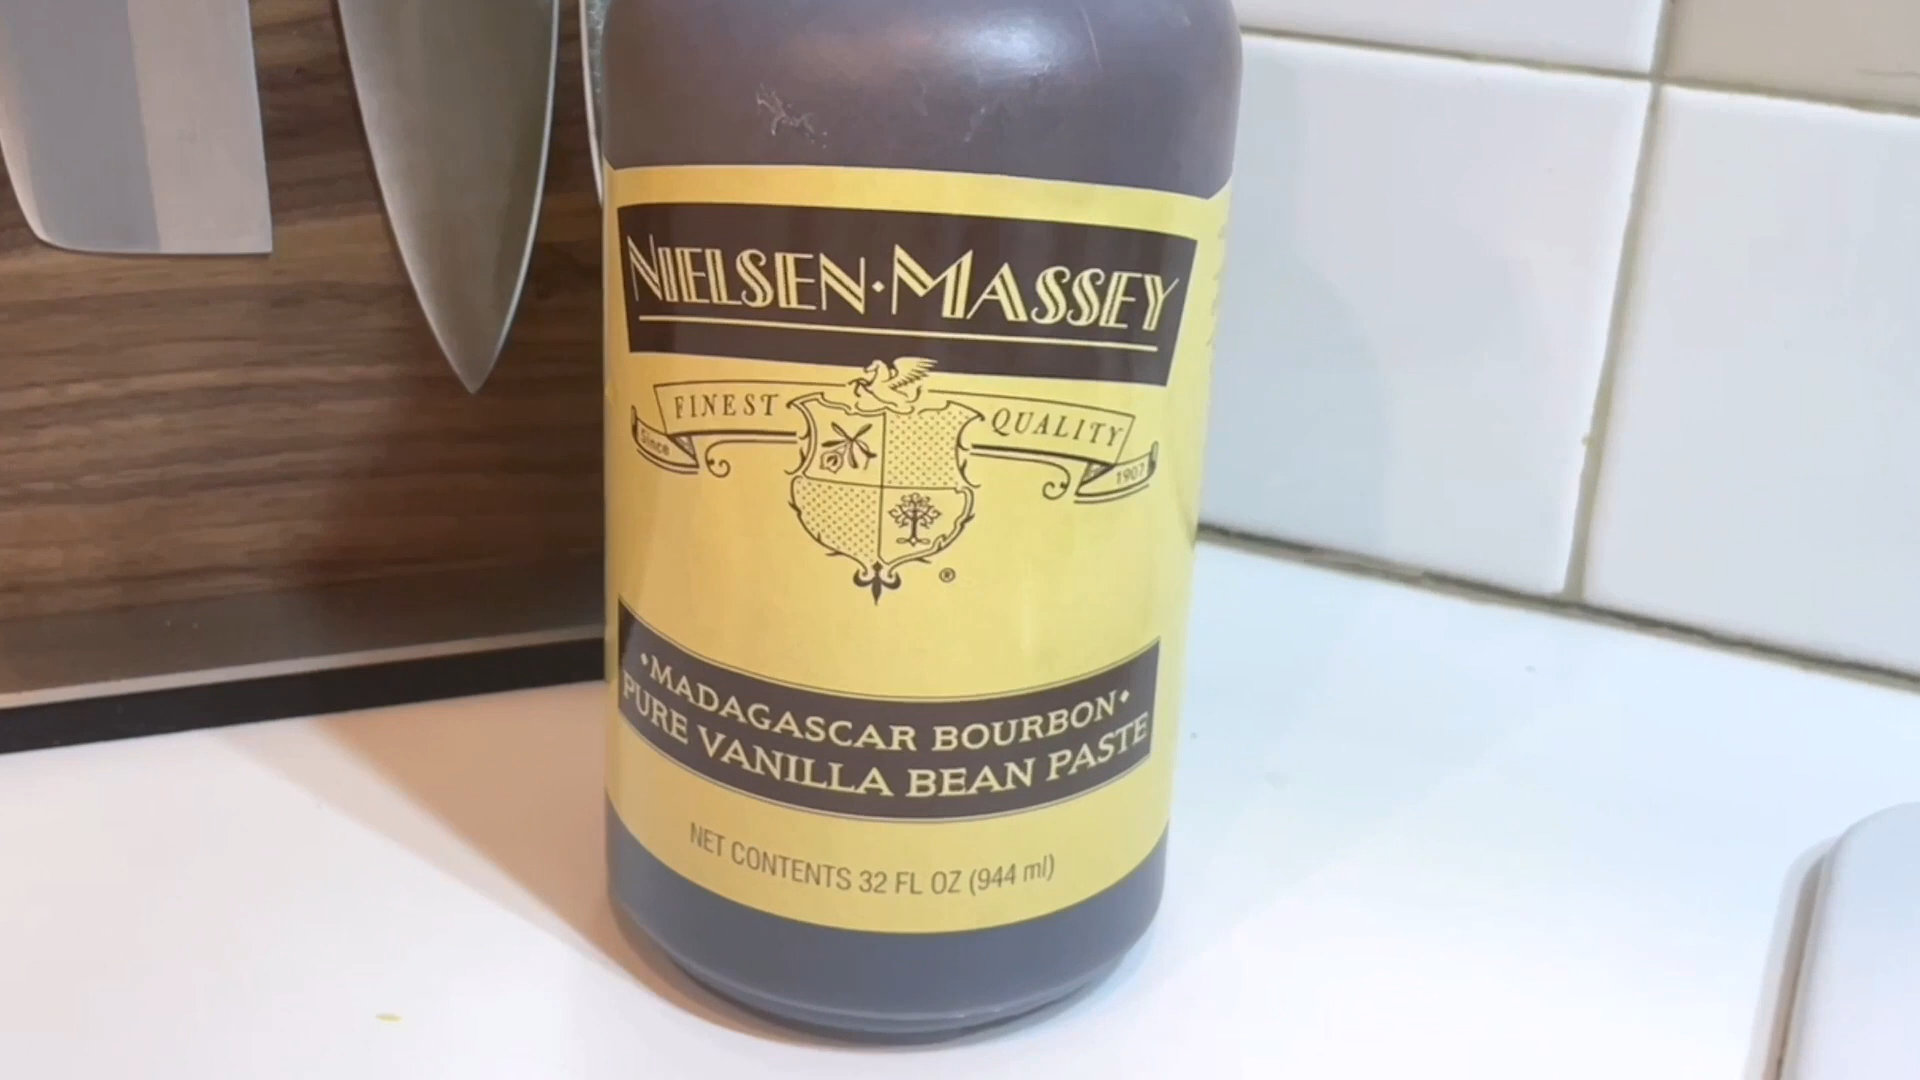 NIELSEN·MASSEY
FINEST QUALITY
Since 1907
®
•MADAGASCAR BOURBON•
PURE VANILLA BEAN PASTE
NET CONTENTS 32 FL OZ (944 ml)